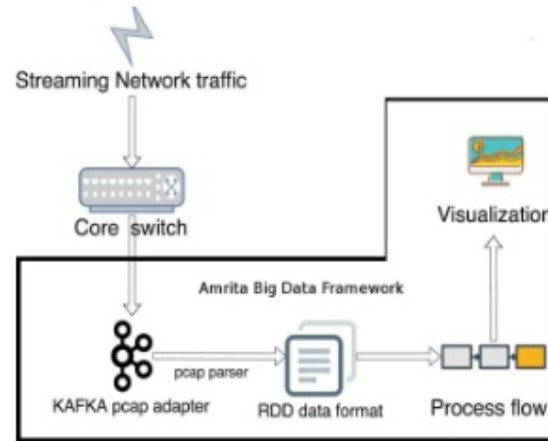 Streaming Network traffic
Core switch
Visualization
Amrita Big Data Framework
pcap parser
KAFKA pcap adapter
RDD data format
Process flow